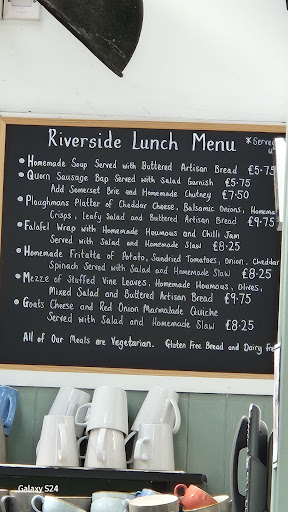 Riverside Lunch Menu
*Served
• Homemade Soup Served with Buttered Artisan Bread £5.75
• Quorn Sausage Bap Served with Salad Garnish £5.75
Add Somerset Brie and Homemade Chutney £7.50
• Ploughmans Platter of Cheddar Cheese, Balsamic Onions, Homema
Crisps, Leafy Salad and Buttered Artisan Bread £9.75
• Falafel Wrap with Homemade Houmous and Chilli Jam
Served with Salad and Homemade Slaw £8.25
• Homemade Fritatta of Potato, Sundried Tomatoes, Onion, Cheddar
Spinach Served with Salad and Homemade Slaw £8.25
• Mezze of Stuffed Vine Leaves, Homemade Houmous, Olives,
Mixed Salad and Buttered Artisan Bread £9.75
• Goats Cheese and Red Onion Marmalade Quiche
Served with Salad and Homemade Slaw £8.25
All of Our Meals are Vegetarian. Gluten Free Bread and Dairy Free
Galaxy S24